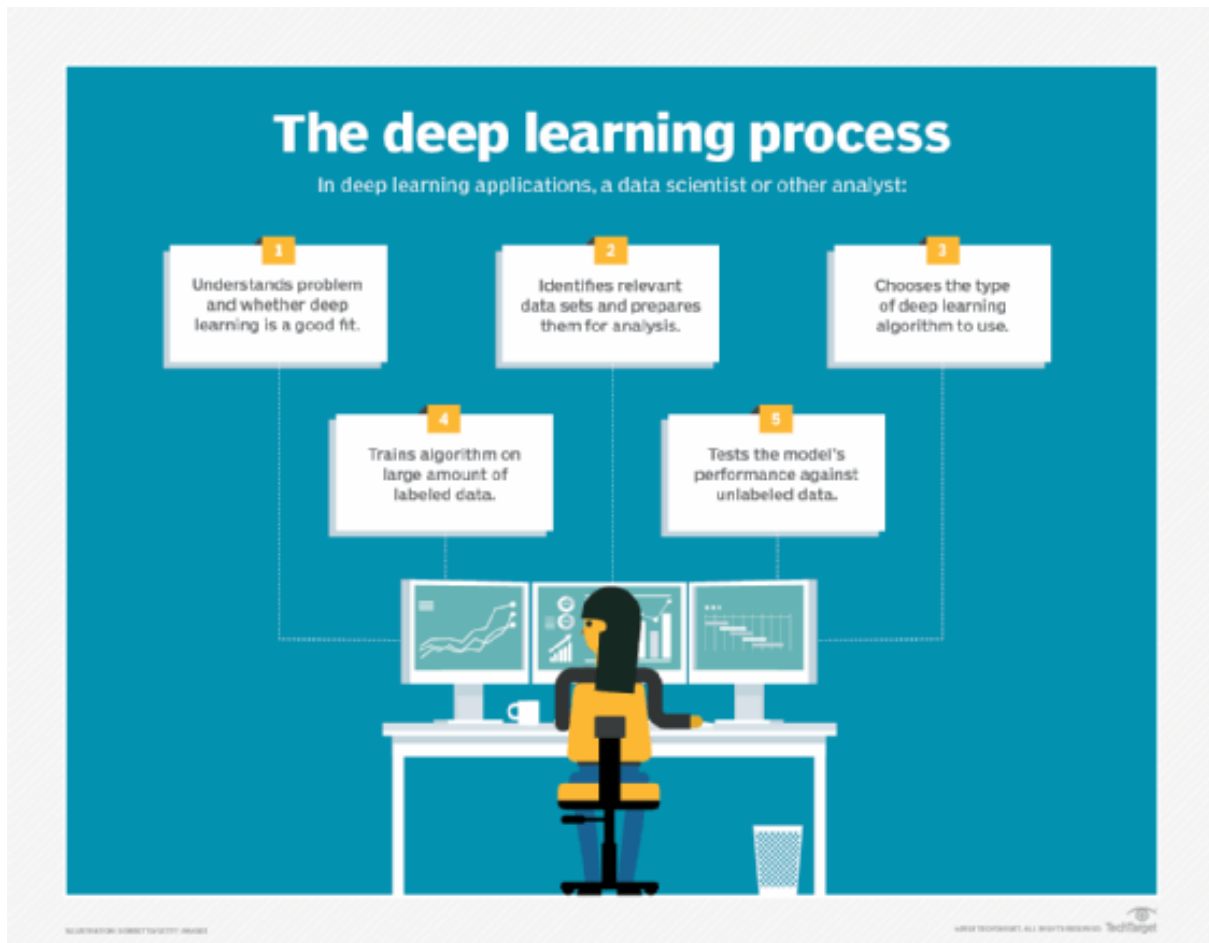 The deep learning process
In deep learning applications, a data scientist or other analyst:
1
Understands problem
and whether deep
learning is a good fit.
2
Identifies relevant
data sets and prepares
them for analysis.
3
Chooses the type
of deep learning
algorithm to use.
4
Trains algorithm on
large amount of
labeled data.
5
Tests the model's
performance against
unlabeled data.
ALL RIGHTS RESERVED. TechTarget